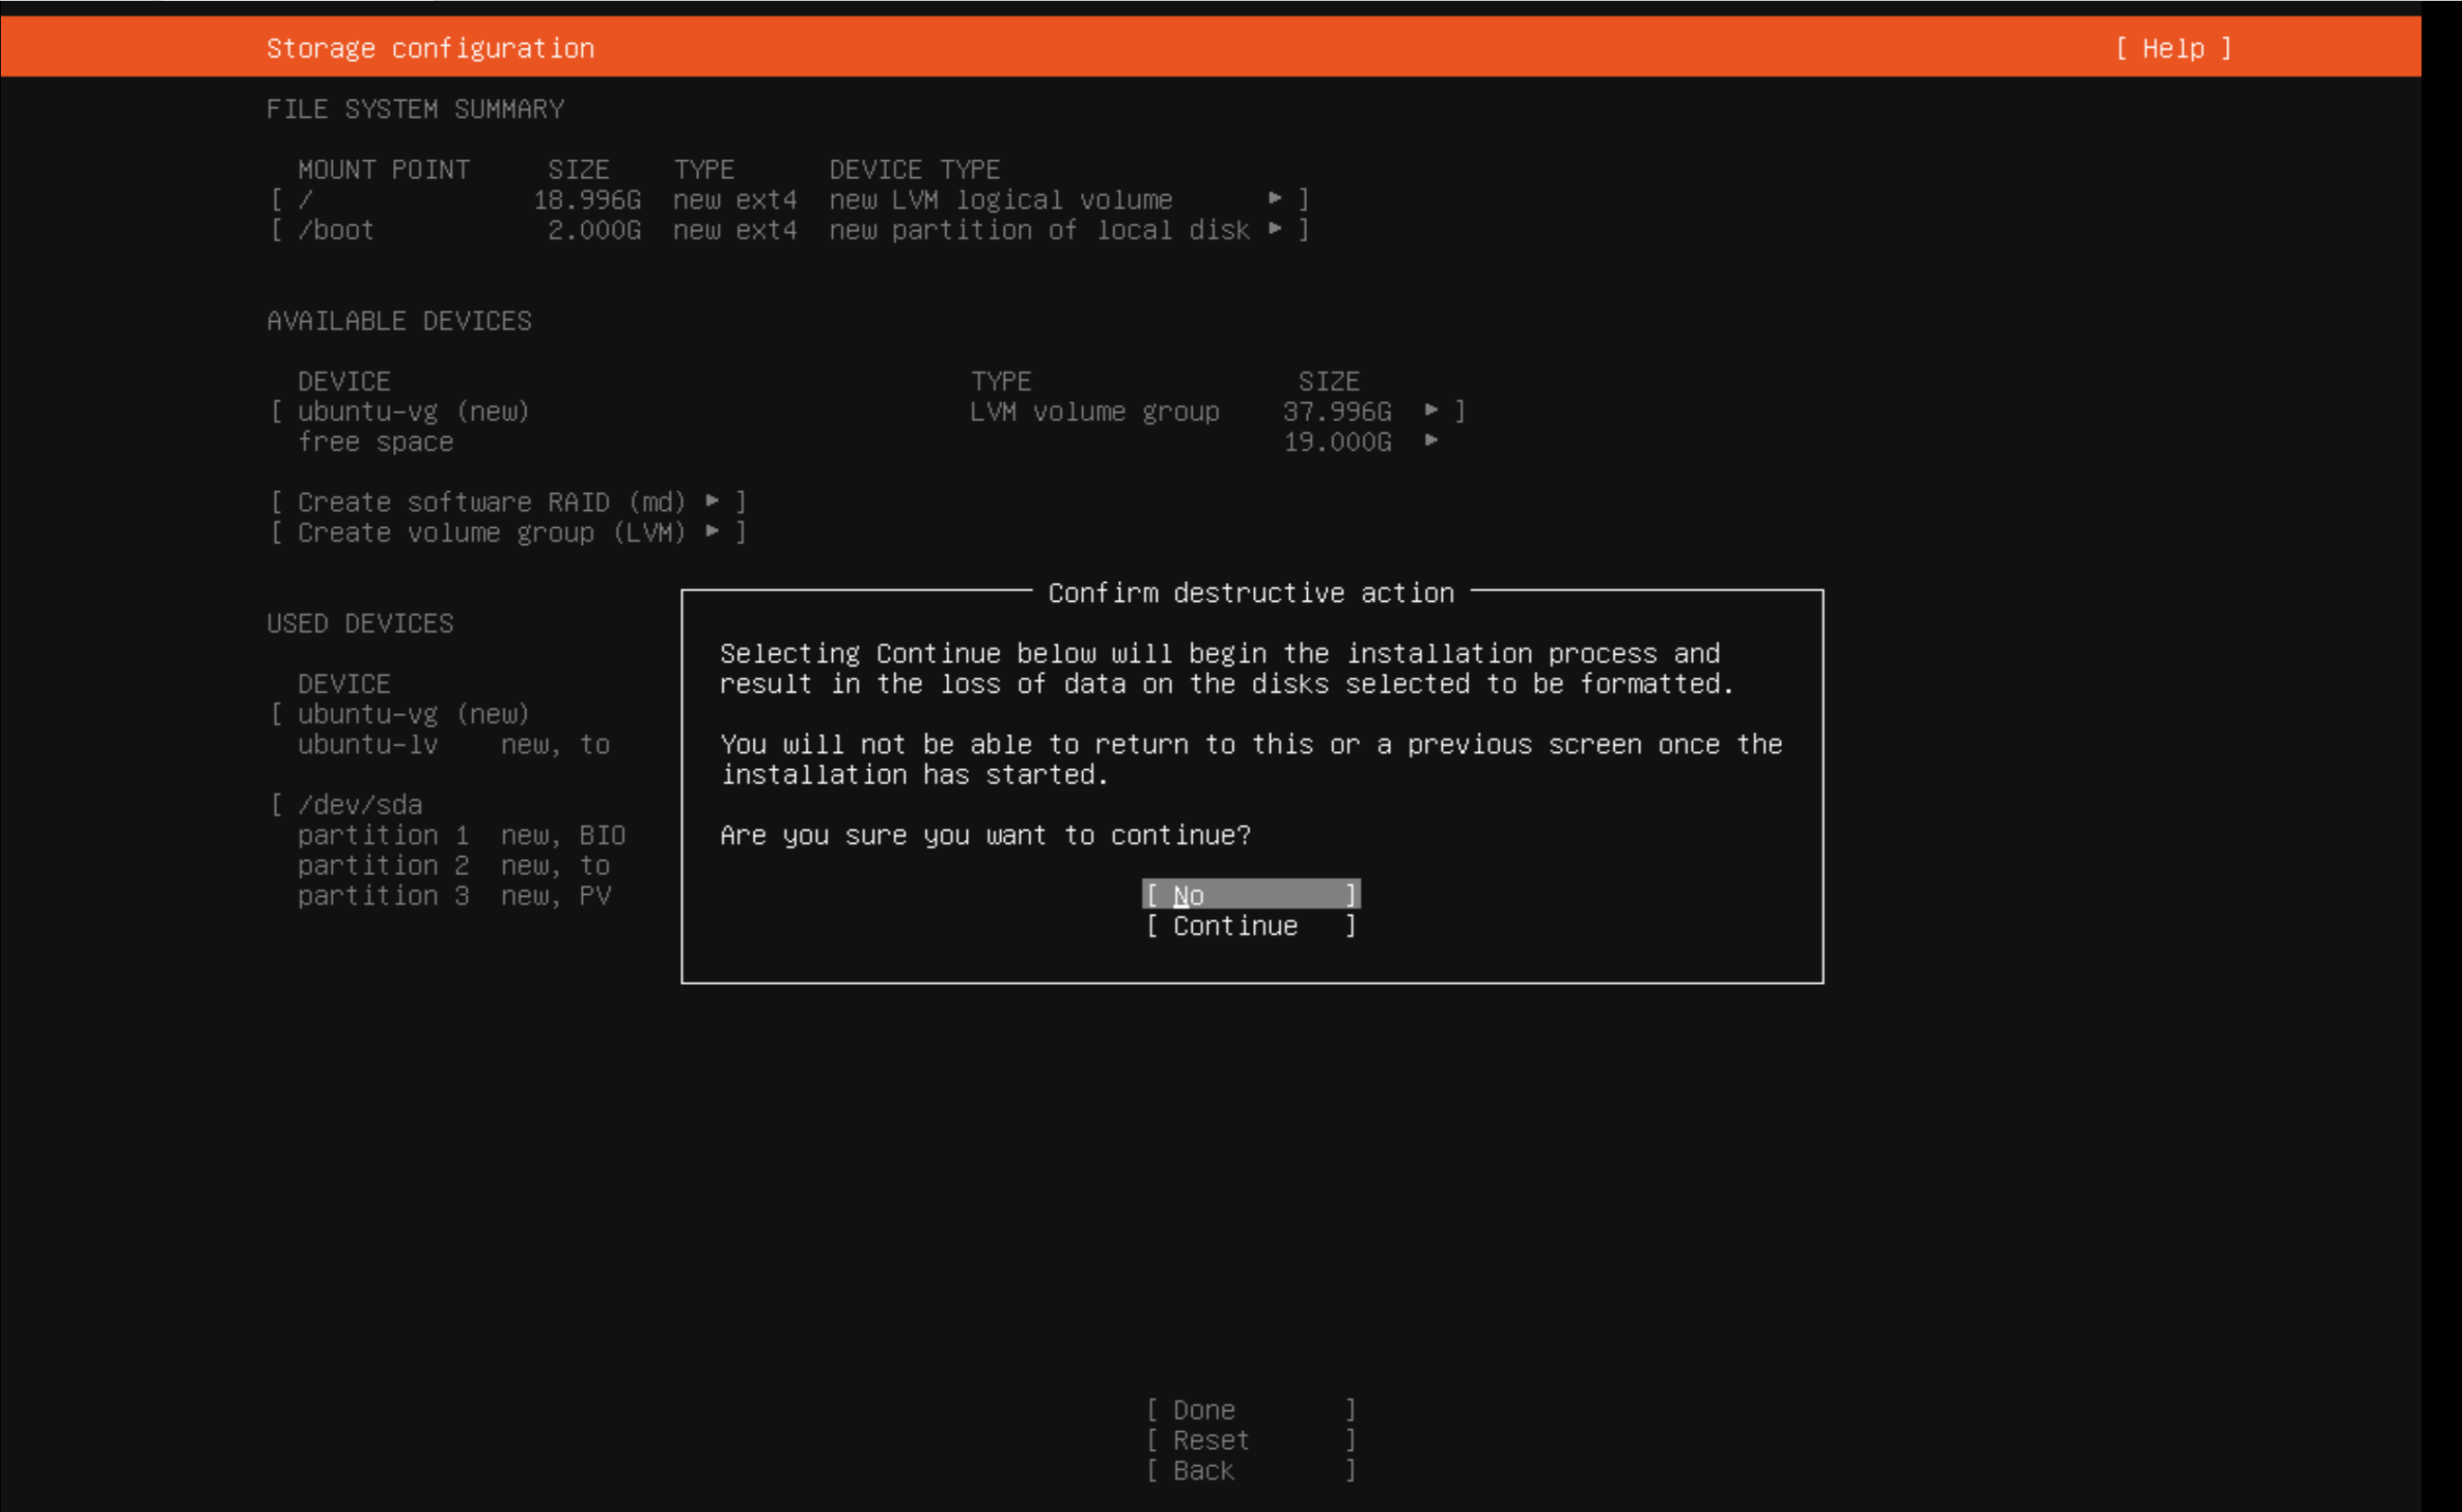 Storage configuration [ Help ]
FILE SYSTEM SUMMARY
MOUNT POINT SIZE TYPE DEVICE TYPE
[ / 18.996G new ext4 new LVM logical volume ▸ ]
[ /boot 2.000G new ext4 new partition of local disk ▸ ]
AVAILABLE DEVICES
DEVICE TYPE SIZE
[ ubuntu-vg (new) LVM volume group 37.996G ▸ ]
free space 19.000G ▸
[ Create software RAID (md) ▸ ]
[ Create volume group (LVM) ▸ ]
USED DEVICES
DEVICE
[ ubuntu-vg (new)
ubuntu-lv new, to
[ /dev/sda
partition 1 new, BIO
partition 2 new, to
partition 3 new, PV
Confirm destructive action
Selecting Continue below will begin the installation process and
result in the loss of data on the disks selected to be formatted.
You will not be able to return to this or a previous screen once the
installation has started.
Are you sure you want to continue?
[ No ]
[ Continue ]
[ Done ]
[ Reset ]
[ Back ]